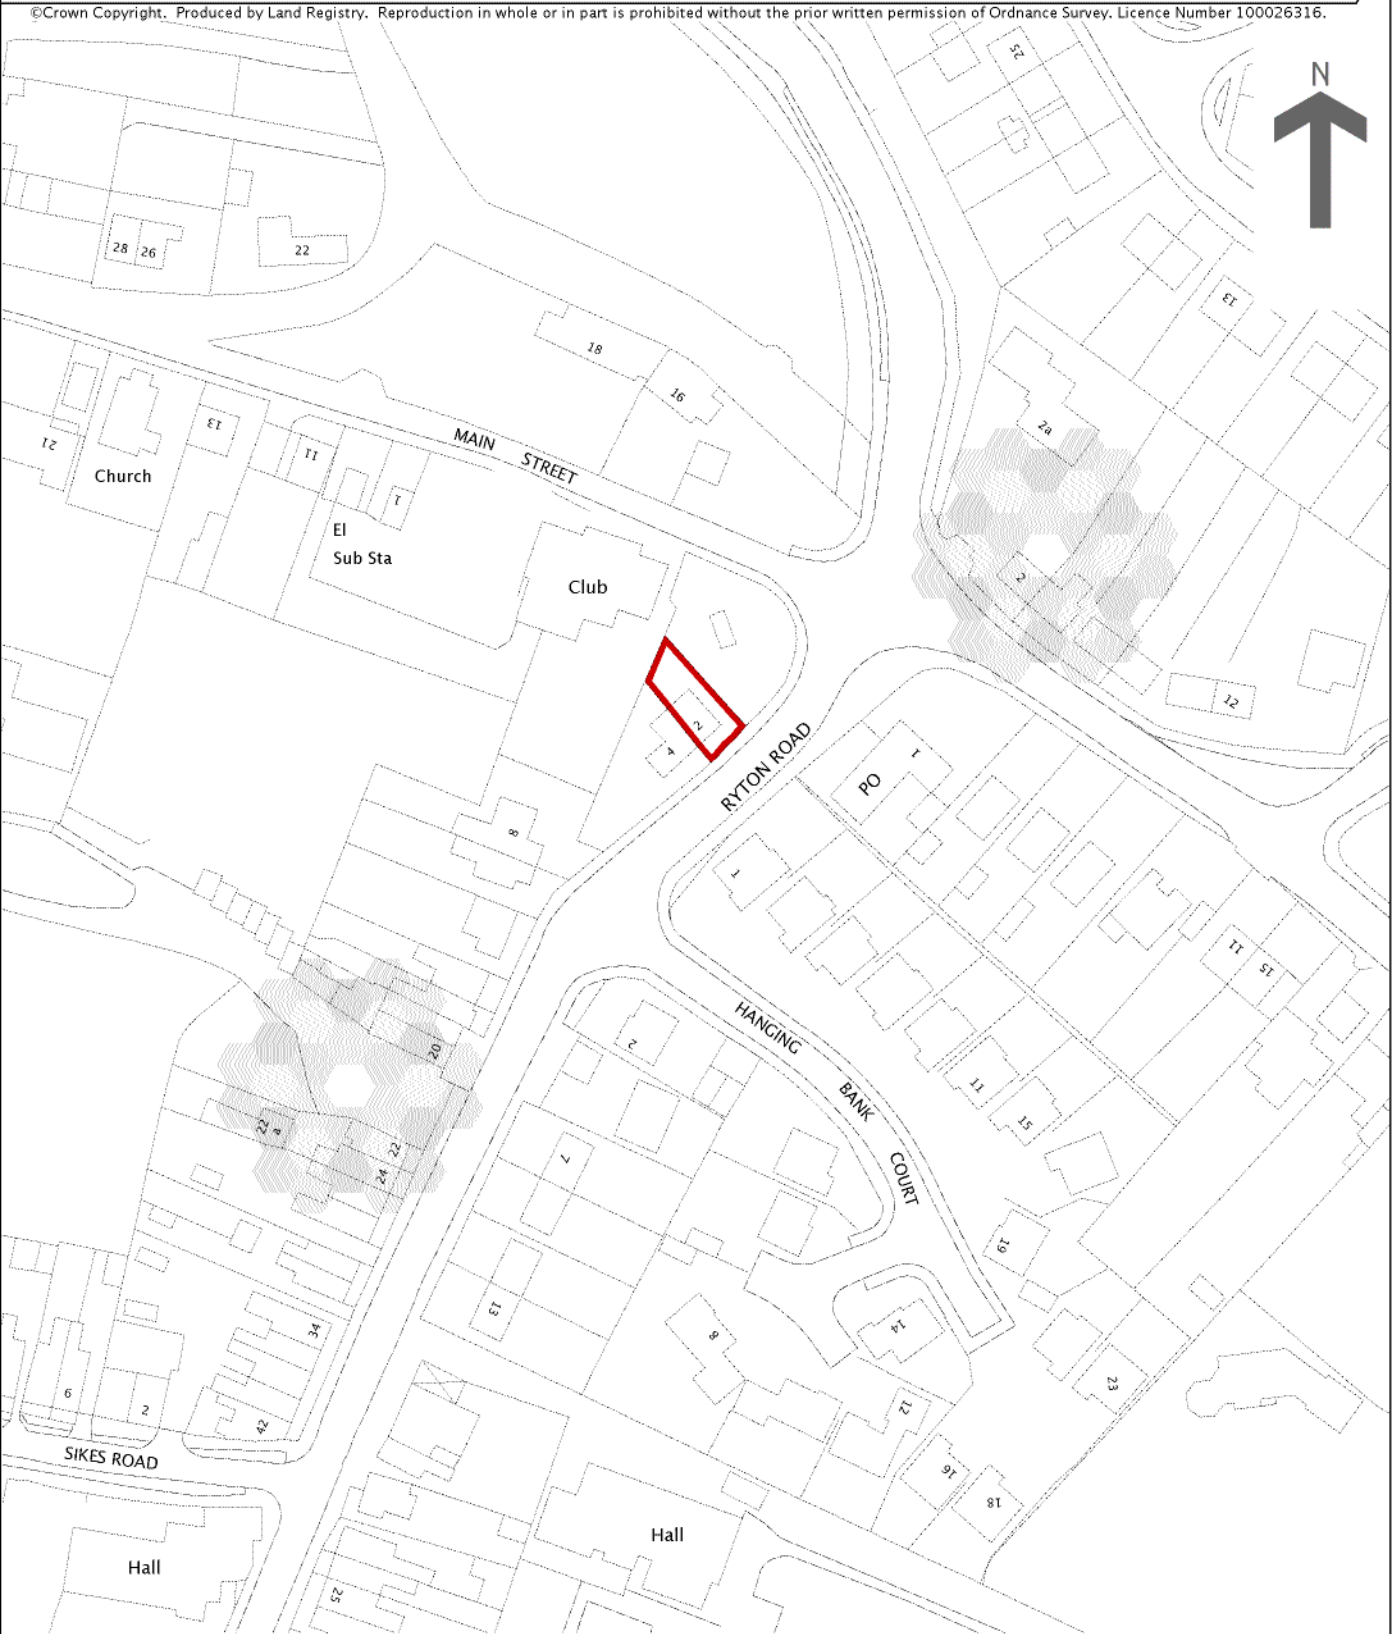 ©Crown Copyright. Produced by Land Registry. Reproduction in whole or in part is prohibited without the prior written permission of Ordnance Survey. Licence Number 100026316.
25
N
28 26
22
13
18
16
MAIN STREET
2a
21
Church
13
11
1
El
Sub Sta
Club
2
12
2
4
RYTON ROAD
1
PO
8
1
11
15
HANGING BANK COURT
2
20
11
15
22
a
22
24
7
19
13
14
8
34
23
6
2
12
42
SIKES ROAD
16
18
Hall
Hall
25